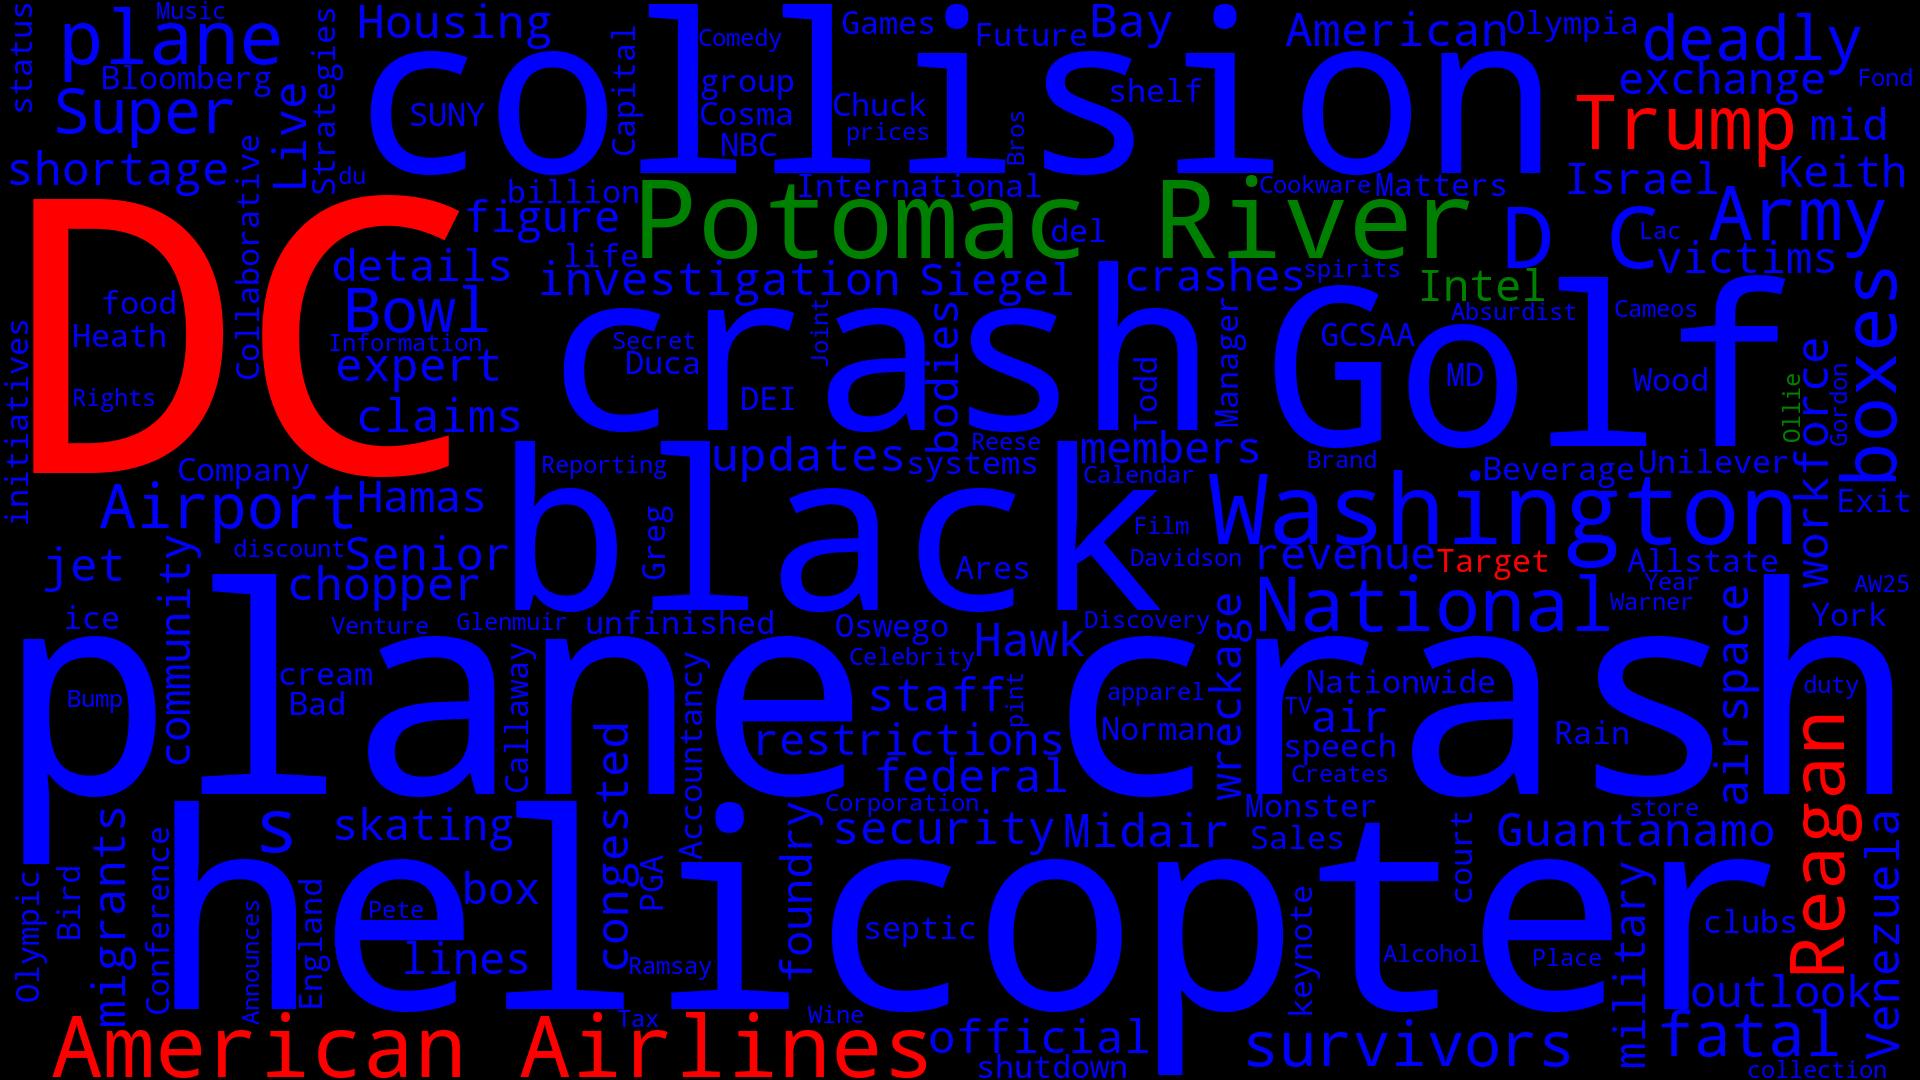 status
Music
plane
Housing
collision
Comedy
Games
Future
Bay
American
Olympia
deadly
Bloomberg
Super
Live
Strategies
SUNY
Capital
group
Cosma
NBC
Chuck
prices
Bros
shelf
exchange
Fond
Trump
mid
shortage
Collaborative
du
billion
International
Cookware
Matters
Israel
Keith
DC
figure
Potomac River
del
D C
Lac
Army
details
life
investigation
Siegel
crashes
spirits
victims
Intel
food
Heath
Rights
Bowl
Information
expert
claims
crash
Secret
Duca
DEI
Joint
bodies
Todd
Manager
Golf
GCSAA
Absurdist
Cameos
MD
Wood
Ollie
workforce
Gordon
boxes
initiatives
Company
Airport
Hamas
Reporting
updates
systems
Reese
members
Calendar
Brand
Beverage
Unilever
Exit
black
Greg
Ares
Film
Davidson
Washington
revenue
Target
Allstate
jet
discount
Senior
chopper
community
ice
Venture
Glenmuir
unfinished
Oswego
Hawk
Discovery
National
Year
Warner
AW25
York
plane crash
Bump
cream
Bad
Callaway
Accountancy
Celebrity
staff
pint
apparel
Norman
wreckage
Nationwide
TV
air
speech
Creates
Rain
airspace
duty
restrictions
federal
Reagan
congested
Corporation
security
Midair
Monster
Sales
store
Guantanamo
court
s
skating
foundry
helicopter
Olympic
Bird
migrants
Conference
Announces
England
Pete
box
PGA
lines
Ramsay
septic
keynote
Alcohol
Place
military
clubs
outlook
Venezuela
American Airlines
Tax
Wine
official
shutdown
survivors
fatal
collection